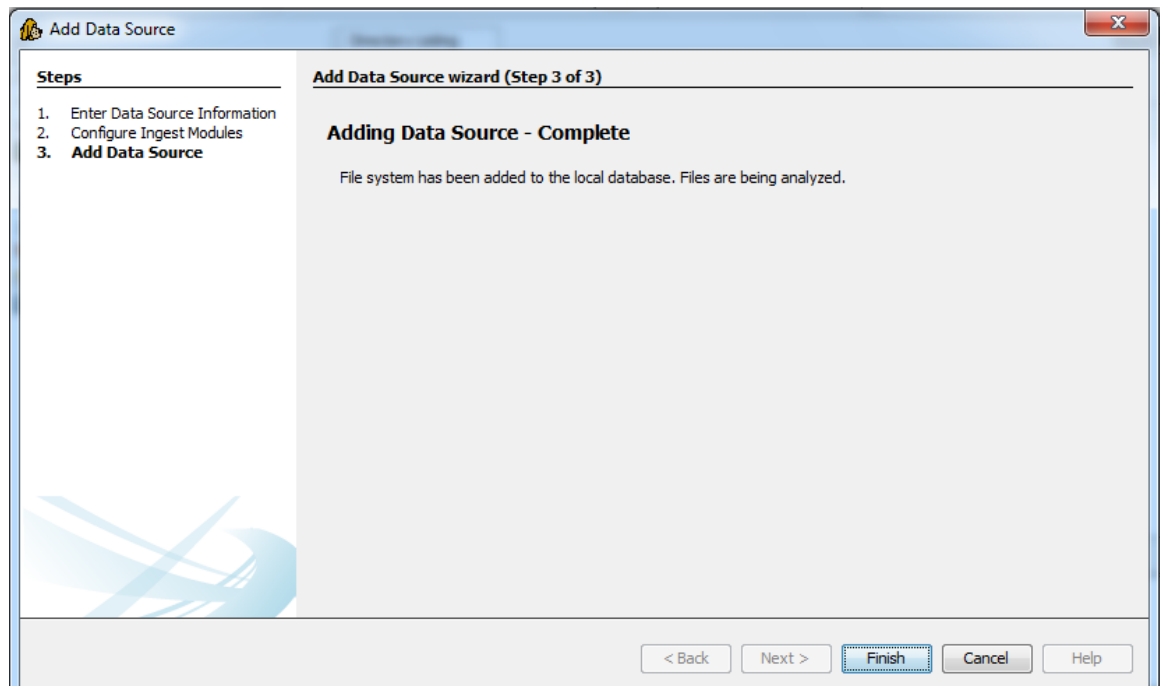 Add Data Source
Steps
1. Enter Data Source Information
2. Configure Ingest Modules
3. Add Data Source
Add Data Source wizard (Step 3 of 3)
Adding Data Source - Complete
File system has been added to the local database. Files are being analyzed.
< Back Next > Finish Cancel Help